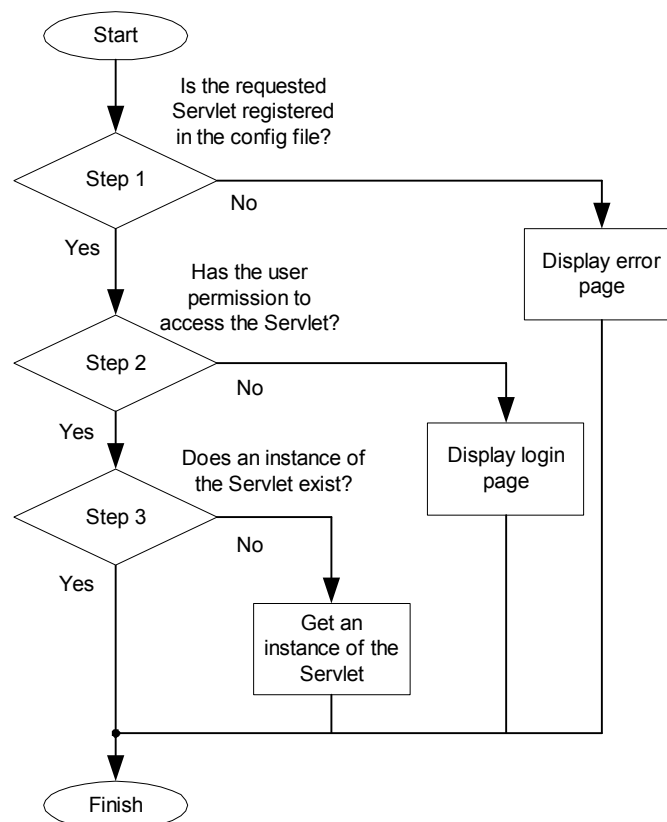 Start
Is the requested
Servlet registered
in the config file?
Step 1
No
Yes
Display error
page
Has the user
permission to
access the Servlet?
Step 2
No
Yes
Display login
page
Does an instance of
the Servlet exist?
Step 3
No
Yes
Get an
instance of the
Servlet
Finish